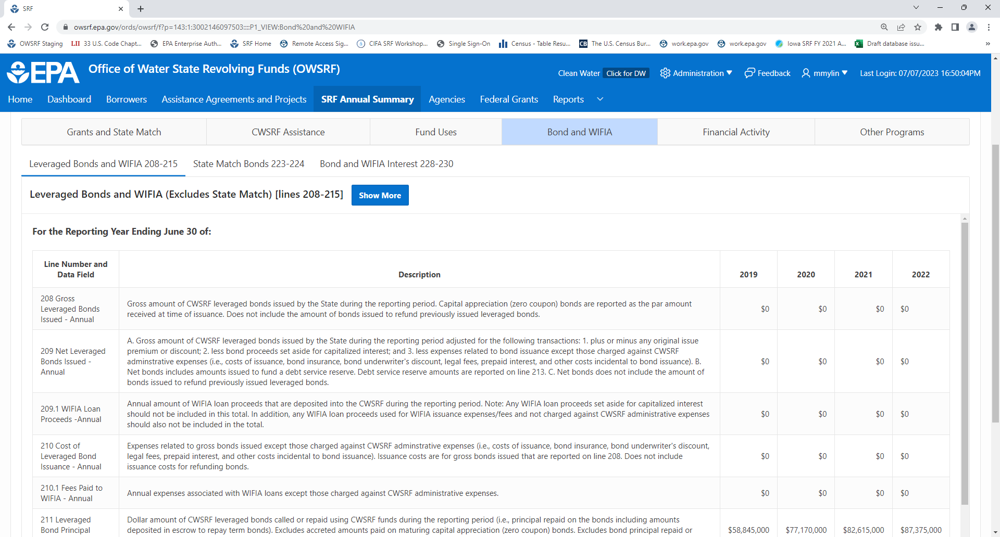 SRF
owsrf.epa.gov/ords/owsrf/f?p=143:1:3002146097503::::P1_VIEW:Bond%20and%20WIFIA
OWSRF Staging LII 33 U.S. Code Chapt... EPA Enterprise Auth... SRF Home Remote Access Sig... CIFA SRF Workshop... Single Sign-On Census - Table Resu... CB The U.S. Census Bur... work.epa.gov work.epa.gov Iowa SRF FY 2021 A... Draft database issu... »
EPA Office of Water State Revolving Funds (OWSRF)
Clean Water Click for DW Administration Feedback mmylin Last Login: 07/07/2023 16:50:04PM
Home Dashboard Borrowers Assistance Agreements and Projects SRF Annual Summary Agencies Federal Grants Reports
Grants and State Match CWSRF Assistance Fund Uses Bond and WIFIA Financial Activity Other Programs
Leveraged Bonds and WIFIA 208-215 State Match Bonds 223-224 Bond and WIFIA Interest 228-230
Leveraged Bonds and WIFIA (Excludes State Match) [lines 208-215] Show More
For the Reporting Year Ending June 30 of:
Line Number and
Data Field
Description
2019 2020 2021 2022
208 Gross
Leveraged Bonds
Issued - Annual
Gross amount of CWSRF leveraged bonds issued by the State during the reporting period. Capital appreciation (zero coupon) bonds are reported as the par amount
received at time of issuance. Does not include the amount of bonds issued to refund previously issued leveraged bonds.
$0 $0 $0 $0
209 Net Leveraged
Bonds Issued -
Annual
A. Gross amount of CWSRF leveraged bonds issued by the State during the reporting period adjusted for the following transactions: 1. plus or minus any original issue
premium or discount; 2. less bond proceeds set aside for capitalized interest; and 3. less expenses related to bond issuance except those charged against CWSRF
adminstrative expenses (i.e., costs of issuance, bond insurance, bond underwriter's discount, legal fees, prepaid interest, and other costs incidental to bond issuance). B.
Net bonds includes amounts issued to fund a debt service reserve. Debt service reserve amounts are reported on line 213. C. Net bonds does not include the amount of
bonds issued to refund previously issued leveraged bonds.
$0 $0 $0 $0
209.1 WIFIA Loan
Proceeds -Annual
Annual amount of WIFIA loan proceeds that are deposited into the CWSRF during the reporting period. Note: Any WIFIA loan proceeds set aside for capitalized interest
should not be included in this total. In addition, any WIFIA loan proceeds used for WIFIA issuance expenses/fees and not charged against CWSRF administrative expenses
should also not be included in the total.
$0 $0 $0 $0
210 Cost of
Leveraged Bond
Issuance - Annual
Expenses related to gross bonds issued except those charged against CWSRF adminstrative expenses (i.e., costs of issuance, bond insurance, bond underwriter's discount,
legal fees, prepaid interest, and other costs incidental to bond issuance). Issuance costs are for gross bonds issued that are reported on line 208. Does not include
issuance costs for refunding bonds.
$0 $0 $0 $0
210.1 Fees Paid to
WIFIA - Annual
Annual expenses associated with WIFIA loans except those charged against CWSRF administrative expenses.
$0 $0 $0 $0
211 Leveraged
Bond Principal
Dollar amount of CWSRF leveraged bonds called or repaid using CWSRF funds during the reporting period (i.e., principal repaid on the bonds including amounts
deposited in escrow to repay term bonds). Excludes accreted amounts paid on maturing capital appreciation (zero coupon) bonds. Excludes bond principal repaid or
$58,845,000 $77,170,000 $82,615,000 $87,375,000